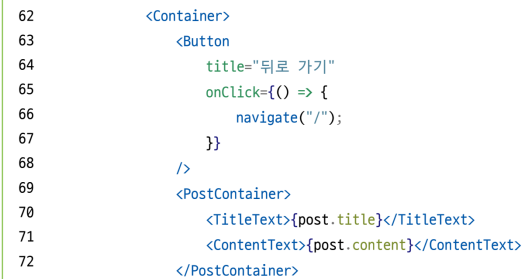 62 <Container>
63 <Button
64 title="뒤로 가기"
65 onClick={() => {
66 navigate("/");
67 }}
68 />
69 <PostContainer>
70 <TitleText>{post.title}</TitleText>
71 <ContentText>{post.content}</ContentText>
72 </PostContainer>